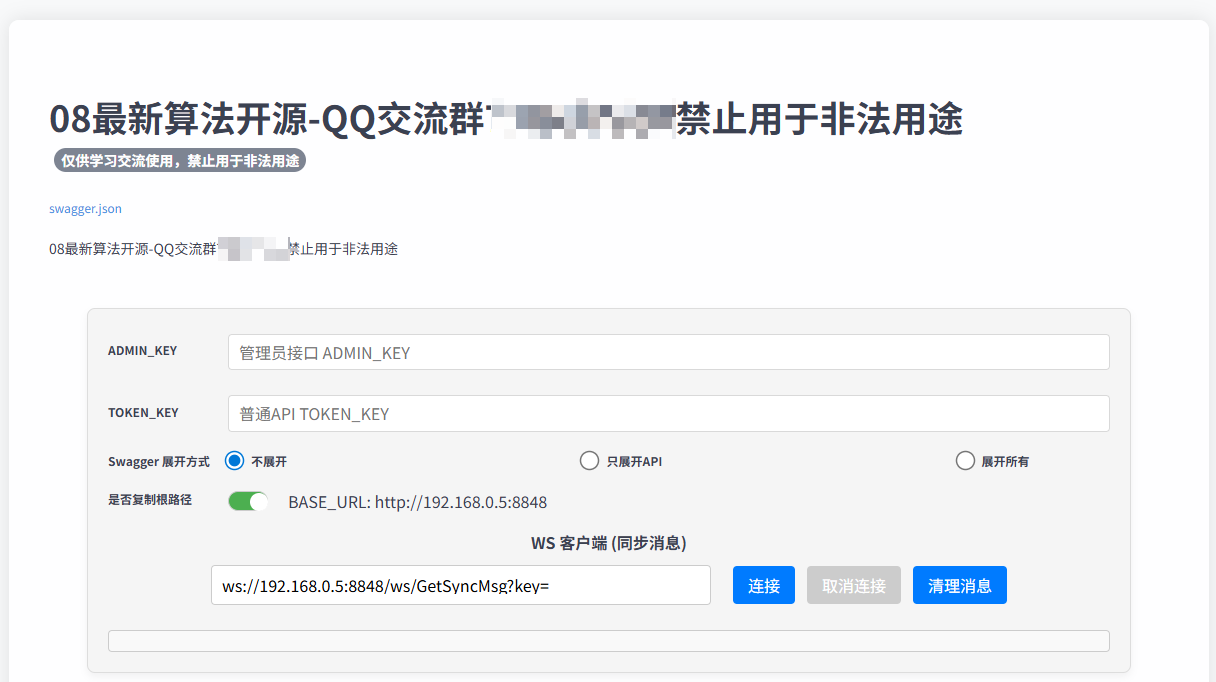 08最新算法开源-QQ交流群 禁止用于非法用途
仅供学习交流使用，禁止用于非法用途
swagger.json
08最新算法开源-QQ交流群 禁止用于非法用途
ADMIN_KEY 管理员接口 ADMIN_KEY
TOKEN_KEY 普通API TOKEN_KEY
Swagger 展开方式 不展开 只展开API 展开所有
是否复制根路径 BASE_URL: http://192.168.0.5:8848
WS 客户端 (同步消息)
ws://192.168.0.5:8848/ws/GetSyncMsg?key= 连接 取消连接 清理消息